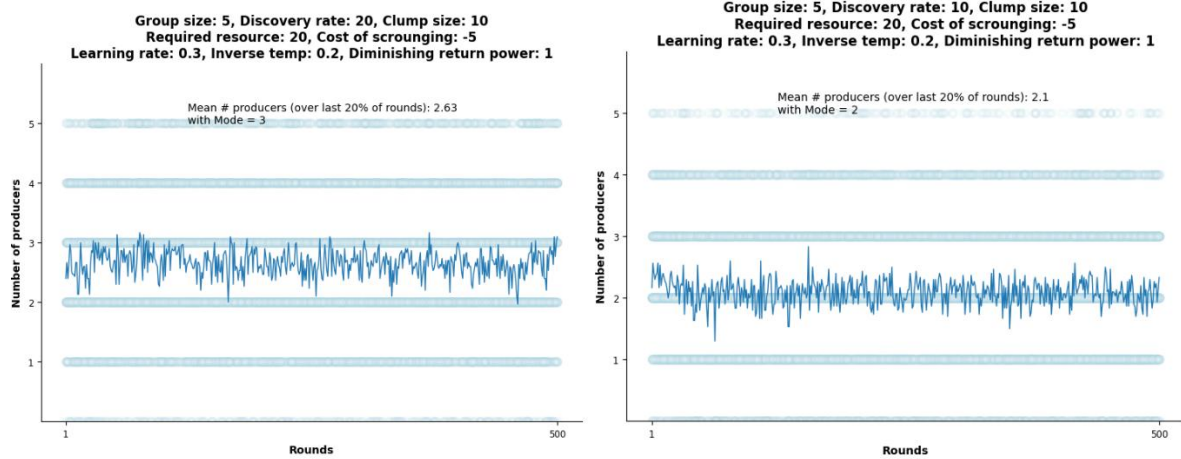 Group size: 5, Discovery rate: 20, Clump size: 10
Required resource: 20, Cost of scrounging: -5
Learning rate: 0.3, Inverse temp: 0.2, Diminishing return power: 1
Mean # producers (over last 20% of rounds): 2.63
with Mode = 3
5
4
3
2
1
Number of producers
1
500
Rounds
Group size: 5, Discovery rate: 10, Clump size: 10
Required resource: 20, Cost of scrounging: -5
Learning rate: 0.3, Inverse temp: 0.2, Diminishing return power: 1
Mean # producers (over last 20% of rounds): 2.1
with Mode = 2
5
4
3
2
1
Number of producers
1
500
Rounds